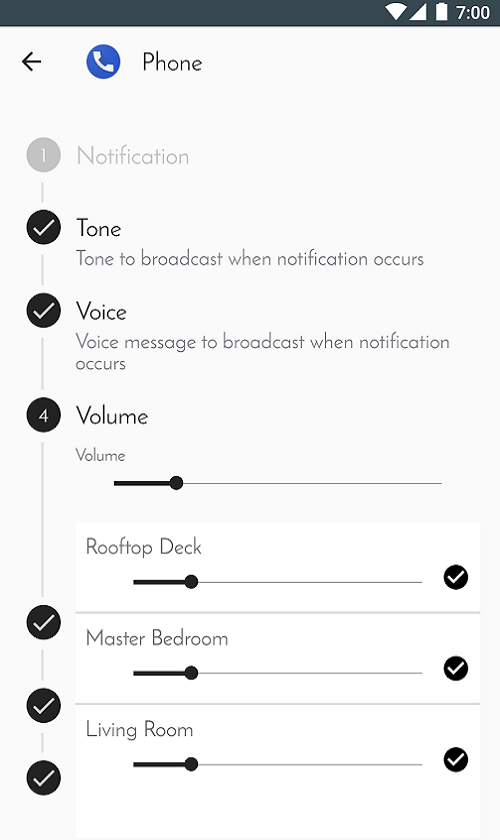 7:00
Phone
1 Notification
Tone
Tone to broadcast when notification occurs
Voice
Voice message to broadcast when notification
occurs
4 Volume
Volume
Rooftop Deck
Master Bedroom
Living Room